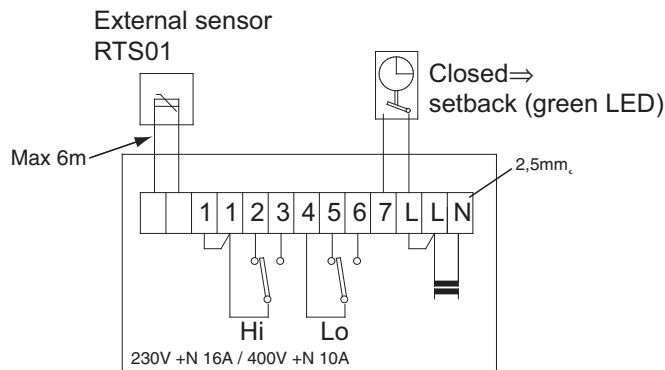 External sensor
RTS01
Closed⇒
setback (green LED)
Max 6m
2,5mm
1 1 2 3 4 5 6 7 L L N
Hi Lo
230V +N 16A / 400V +N 10A